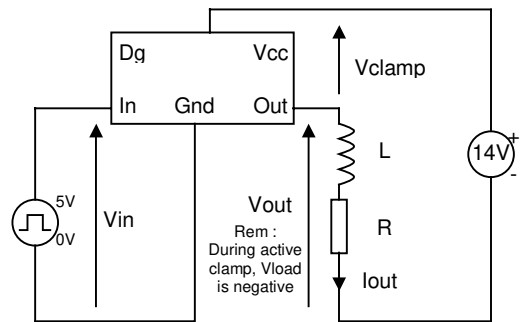 Dg
Vcc
In
Gnd
Out
Vclamp
5V
0V
Vin
Vout
Rem :
During active
clamp, Vload
is negative
L
R
Iout
14V
+
-